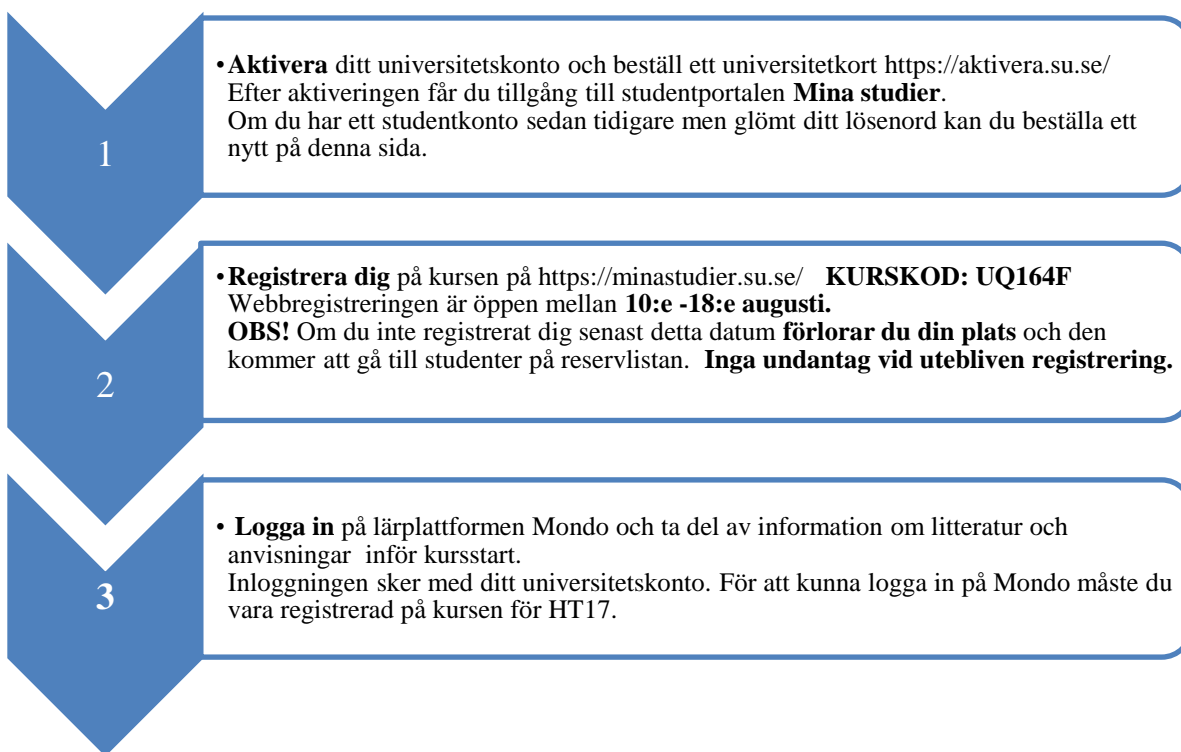 1
•Aktivera ditt universitetskonto och beställ ett universitetkort https://aktivera.su.se/
Efter aktiveringen får du tillgång till studentportalen Mina studier.
Om du har ett studentkonto sedan tidigare men glömt ditt lösenord kan du beställa ett
nytt på denna sida.
2
•Registrera dig på kursen på https://minastudier.su.se/ KURSKOD: UQ164F
Webbregistreringen är öppen mellan 10:e -18:e augusti.
OBS! Om du inte registrerat dig senast detta datum förlorar du din plats och den
kommer att gå till studenter på reservlistan. Inga undantag vid utebliven registrering.
3
• Logga in på lärplattformen Mondo och ta del av information om litteratur och
anvisningar inför kursstart.
Inloggningen sker med ditt universitetskonto. För att kunna logga in på Mondo måste du
vara registrerad på kursen för HT17.